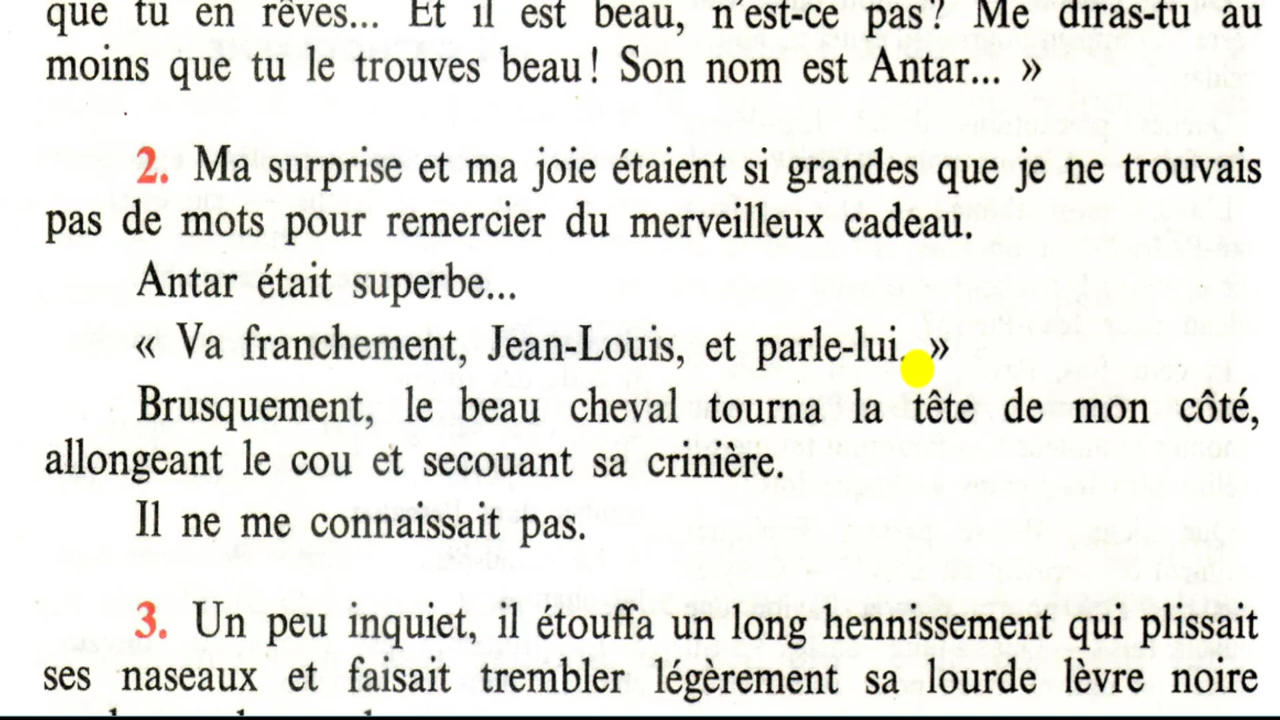 que tu en rêves... Et il est beau, n'est-ce pas? Me diras-tu au
moins que tu le trouves beau! Son nom est Antar... »
2. Ma surprise et ma joie étaient si grandes que je ne trouvais
pas de mots pour remercier du merveilleux cadeau.
Antar était superbe...
« Va franchement, Jean-Louis, et parle-lui. »
Brusquement, le beau cheval tourna la tête de mon côté,
allongeant le cou et secouant sa crinière.
Il ne me connaissait pas.
3. Un peu inquiet, il étouffa un long hennissement qui plissait
ses naseaux et faisait trembler légèrement sa lourde lèvre noire